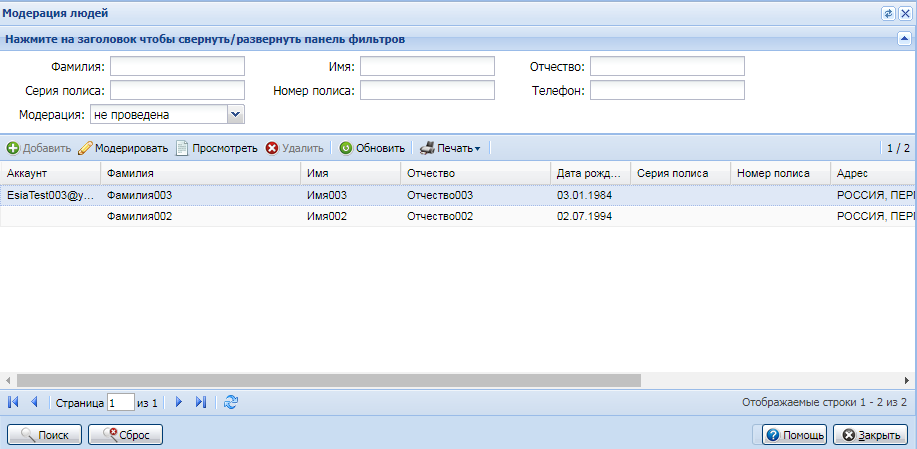 Модерация людей
Нажмите на заголовок чтобы свернуть/развернуть панель фильтров
Фамилия: Имя: Отчество:
Серия полиса: Номер полиса: Телефон:
Модерация: не проведена
Добавить Модерировать Просмотреть Удалить Обновить Печать 1 / 2
Аккаунт Фамилия Имя Отчество Дата рожд... Серия полиса Номер полиса Адрес
EsiaTest003@y... Фамилия003 Имя003 Отчество003 03.01.1984 РОССИЯ, ПЕРМ
Фамилия002 Имя002 Отчество002 02.07.1994 РОССИЯ, ПЕРМ
Страница 1 из 1 Отображаемые строки 1 - 2 из 2
Поиск Сброс Помощь Закрыть